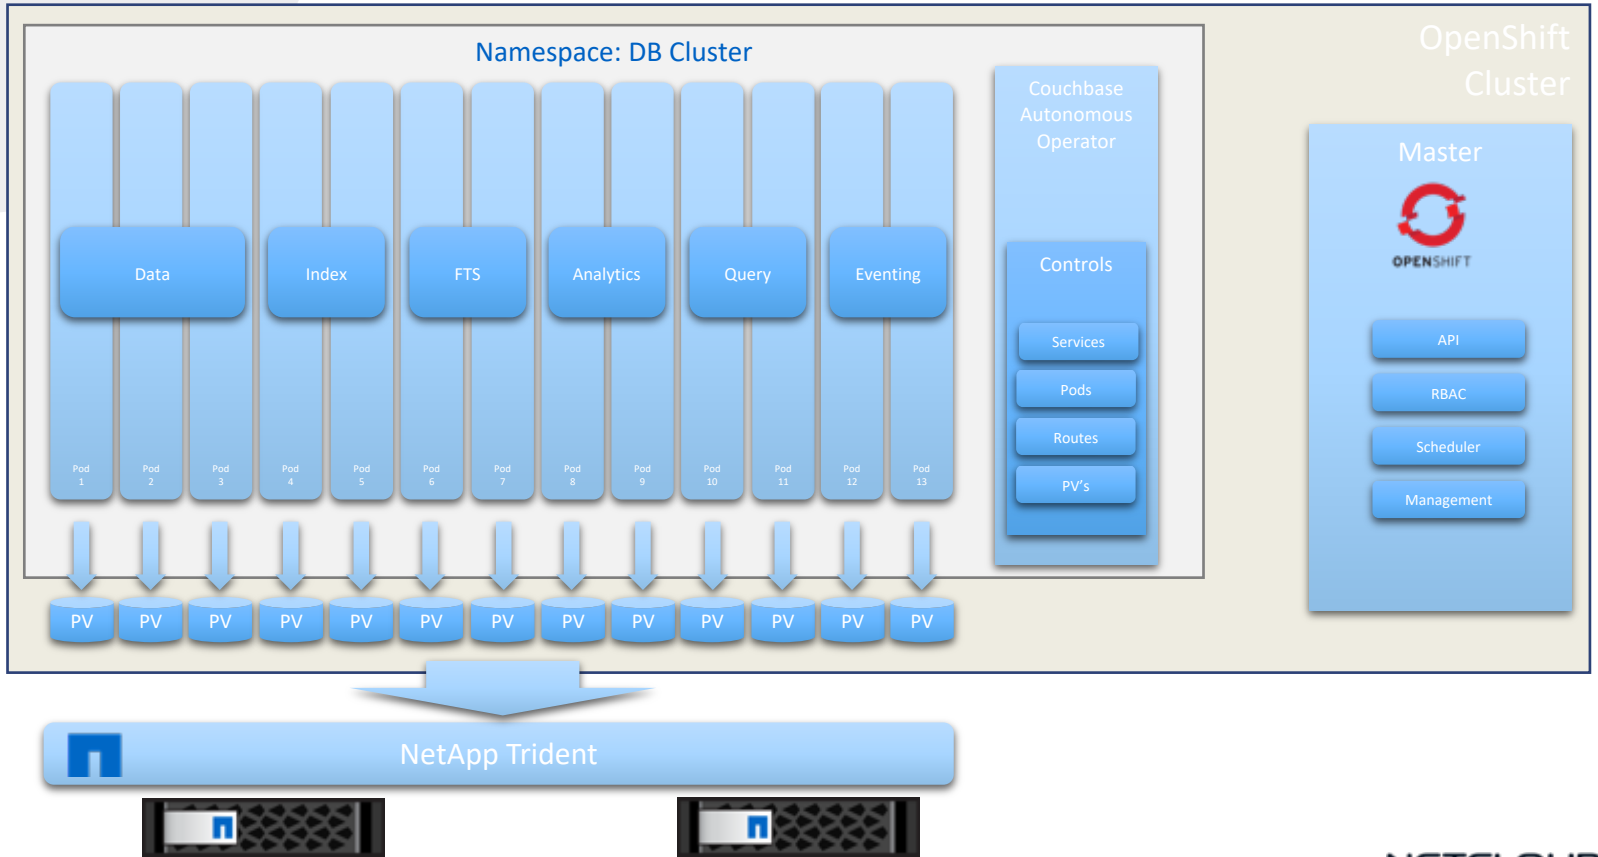 OpenShift
Cluster
Namespace: DB Cluster
Couchbase
Autonomous
Operator
Master
OPENSHIFT
Data
Index
FTS
Analytics
Query
Eventing
Controls
Services
Pods
Routes
PV's
API
RBAC
Scheduler
Management
Pod
1
Pod
2
Pod
3
Pod
4
Pod
5
Pod
6
Pod
7
Pod
8
Pod
9
Pod
10
Pod
11
Pod
12
Pod
13
PV
PV
PV
PV
PV
PV
PV
PV
PV
PV
PV
PV
PV
NetApp Trident